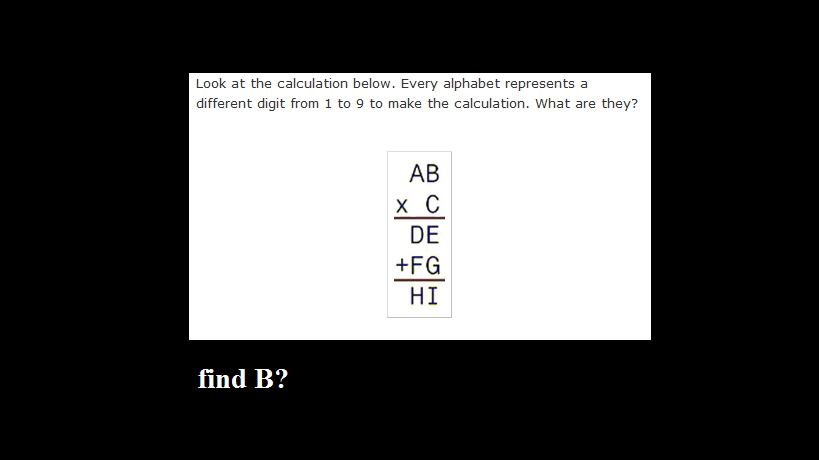 Look at the calculation below. Every alphabet represents a
different digit from 1 to 9 to make the calculation. What are they?
AB
x C
DE
+FG
HI
find B?